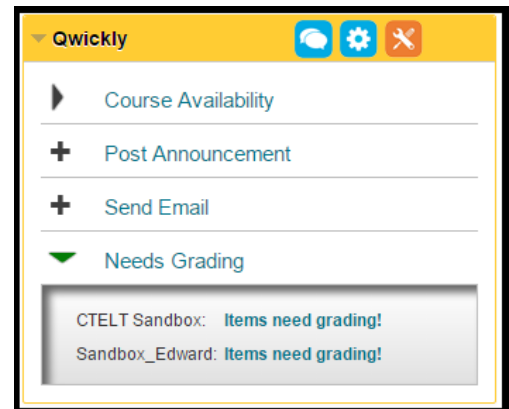 Qwickly
Course Availability
Post Announcement
Send Email
Needs Grading
CTELT Sandbox: Items need grading!
Sandbox_Edward: Items need grading!